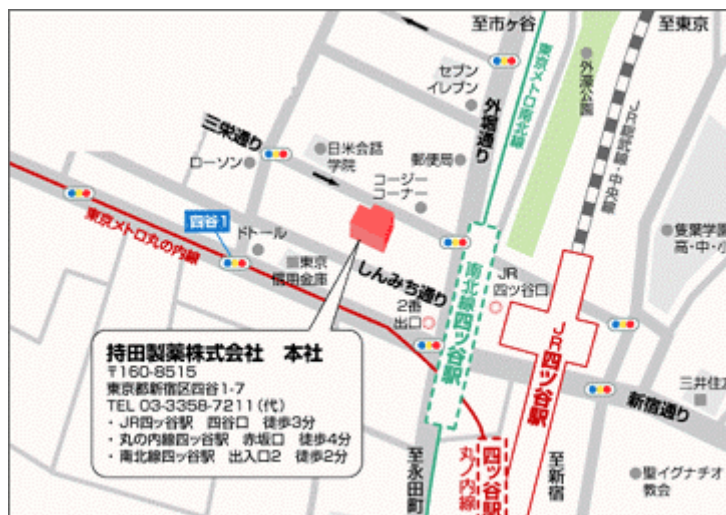 至市ヶ谷
至東京
セブン
イレブン
外堀通り
東京メトロ南北線
外濠公園
JR総武線・中央線
三栄通り
ローソン
日米会話
学院
郵便局
コージー
コーナー
東京メトロ丸の内線
四谷1
ドトール
東京
信用金庫
しんみち通り
2番
出口
南北線四ッ谷駅
JR
四ツ谷口
JR四ツ谷駅
雙葉学園
高・中・小
三井住友
新宿通り
持田製薬株式会社 本社
〒160-8515
東京都新宿区四谷1-7
TEL 03-3358-7211(代)
・JR四ッ谷駅 四谷口 徒歩3分
・丸の内線四ッ谷駅 赤坂口 徒歩4分
・南北線四ッ谷駅 出入口2 徒歩2分
至永田町
四ッ谷駅
丸ノ内線
至新宿
聖イグナチオ
教会